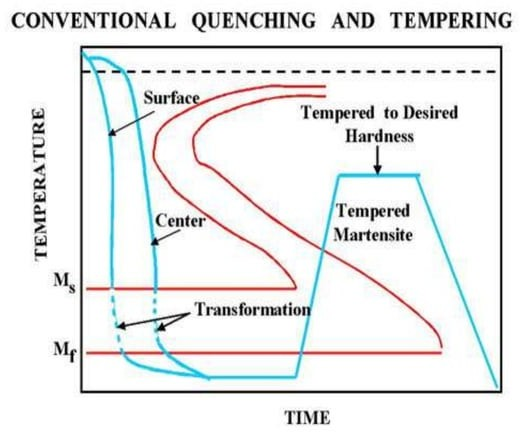 CONVENTIONAL QUENCHING AND TEMPERING
Surface
Tempered to Desired
Hardness
TEMPERATURE
Center
Tempered
Martensite
Ms
Transformation
Mf
TIME